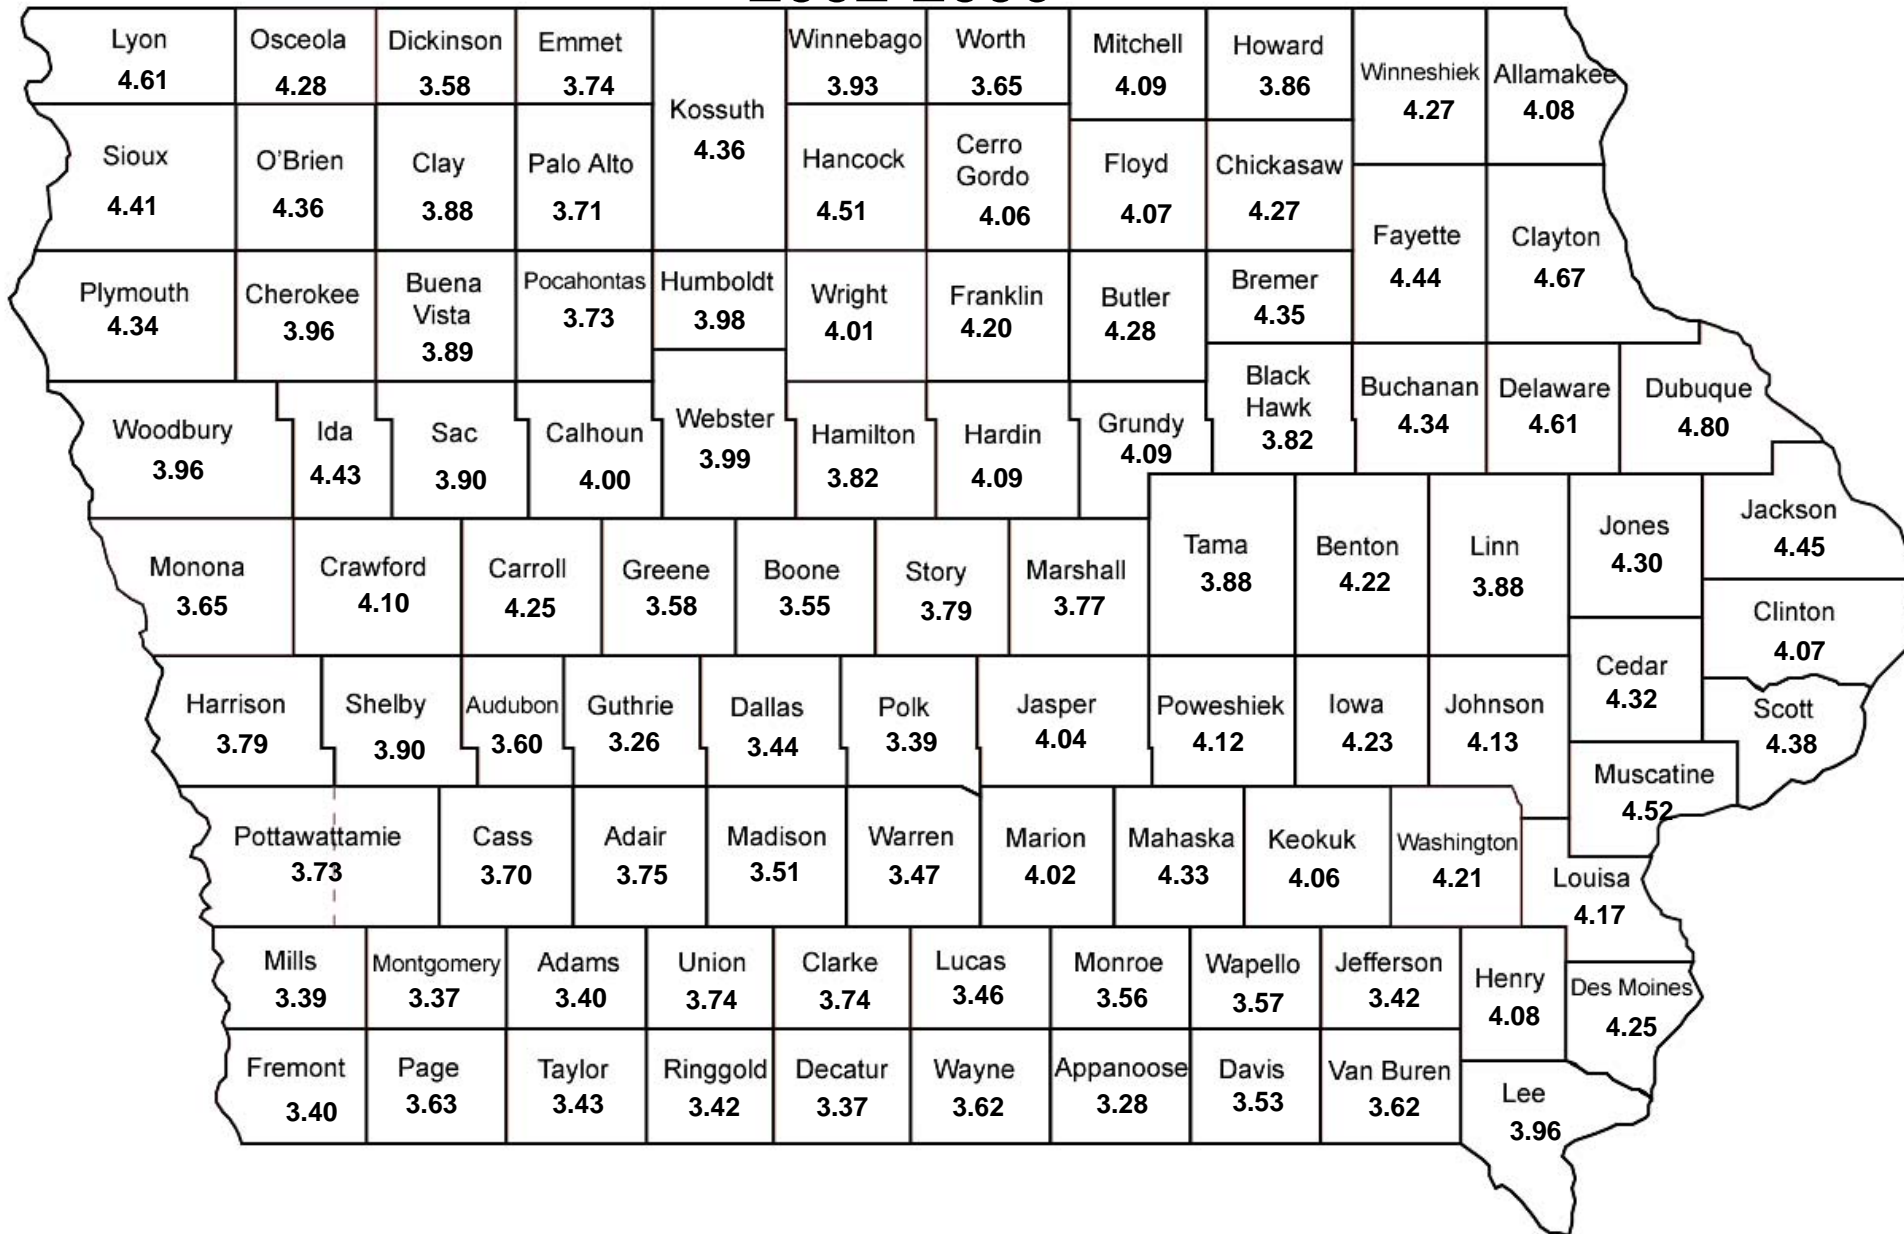 Lyon
4.61
Osceola
4.28
Dickinson
3.58
Emmet
3.74
Kossuth
4.36
Winnebago
3.93
Worth
3.65
Mitchell
4.09
Howard
3.86
Winneshiek
4.27
Allamakee
4.08
Sioux
4.41
O'Brien
4.36
Clay
3.88
Palo Alto
3.71
Hancock
4.51
Cerro
Gordo
4.06
Floyd
4.07
Chickasaw
4.27
Fayette
4.44
Clayton
4.67
Plymouth
4.34
Cherokee
3.96
Buena
Vista
3.89
Pocahontas
3.73
Humboldt
3.98
Wright
4.01
Franklin
4.20
Butler
4.28
Bremer
4.35
Woodbury
3.96
Ida
4.43
Sac
3.90
Calhoun
4.00
Webster
3.99
Hamilton
3.82
Hardin
4.09
Grundy
4.09
Black
Hawk
3.82
Buchanan
4.34
Delaware
4.61
Dubuque
4.80
Monona
3.65
Crawford
4.10
Carroll
4.25
Greene
3.58
Boone
3.55
Story
3.79
Marshall
3.77
Tama
3.88
Benton
4.22
Linn
3.88
Jones
4.30
Jackson
4.45
Clinton
4.07
Harrison
3.79
Shelby
3.90
Audubon
3.60
Guthrie
3.26
Dallas
3.44
Polk
3.39
Jasper
4.04
Poweshiek
4.12
Iowa
4.23
Johnson
4.13
Cedar
4.32
Scott
4.38
Muscatine
4.52
Pottawattamie
3.73
Cass
3.70
Adair
3.75
Madison
3.51
Warren
3.47
Marion
4.02
Mahaska
4.33
Keokuk
4.06
Washington
4.21
Louisa
4.17
Mills
3.39
Montgomery
3.37
Adams
3.40
Union
3.74
Clarke
3.74
Lucas
3.46
Monroe
3.56
Wapello
3.57
Jefferson
3.42
Henry
4.08
Des Moines
4.25
Fremont
3.40
Page
3.63
Taylor
3.43
Ringgold
3.42
Decatur
3.37
Wayne
3.62
Appanoose
3.28
Davis
3.53
Van Buren
3.62
Lee
3.96